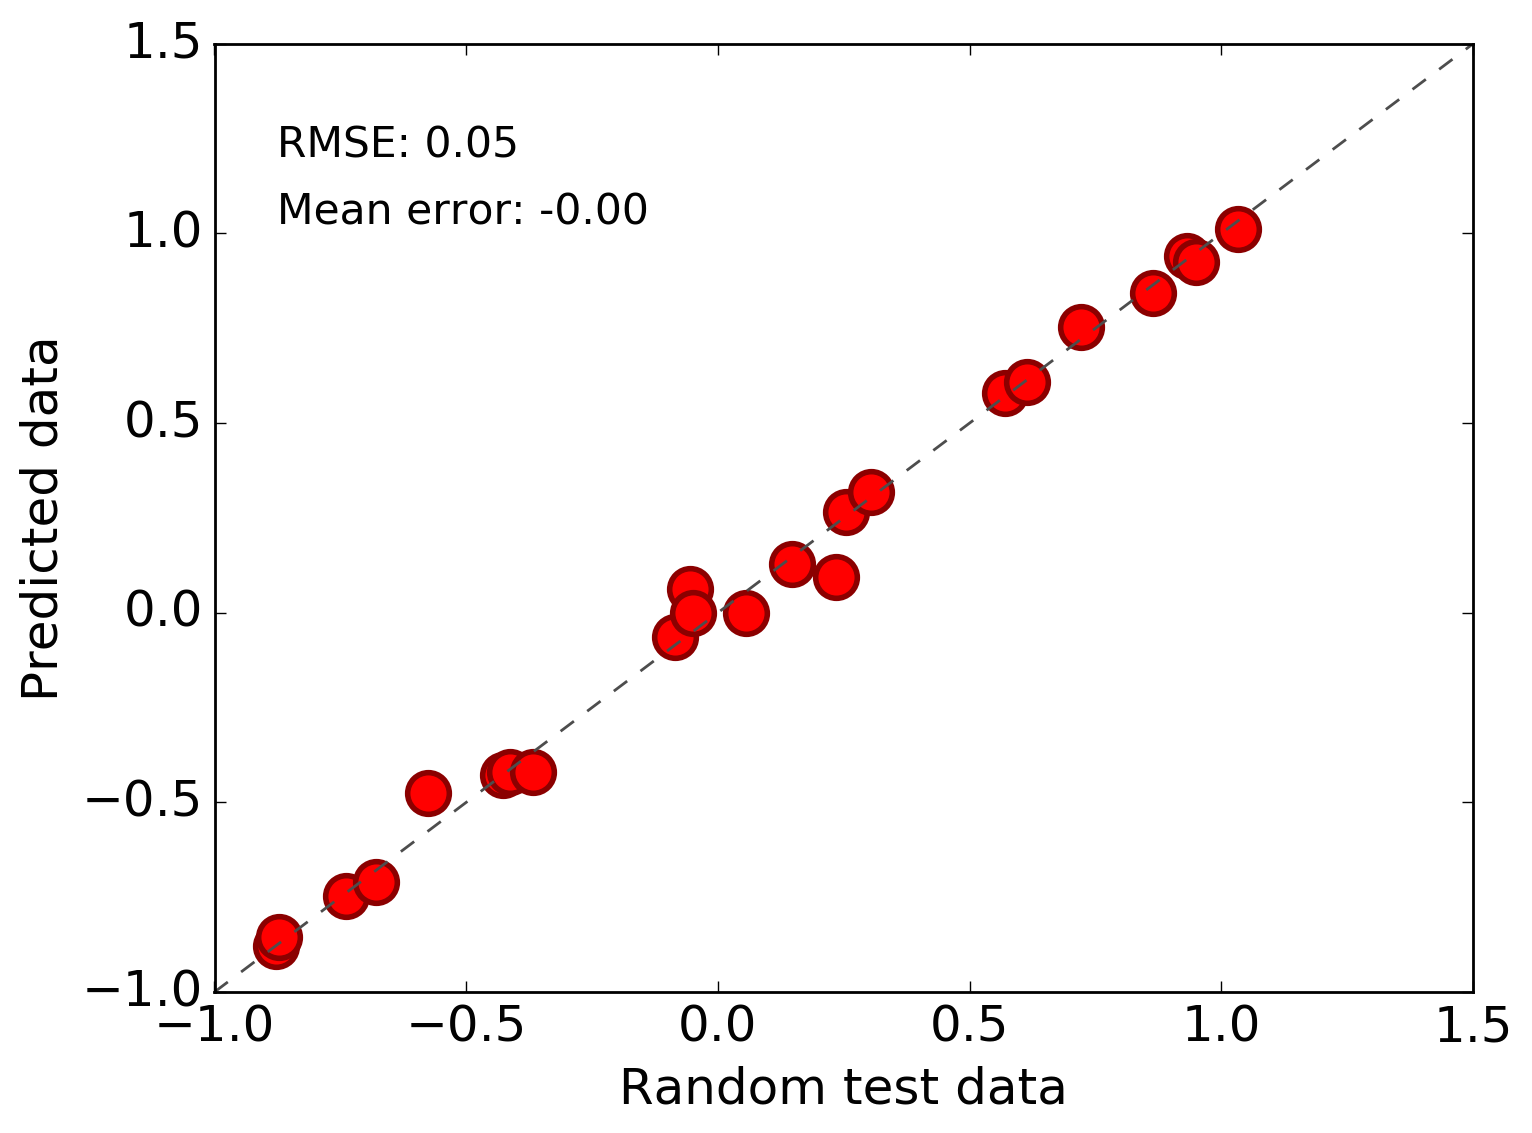 1.5
RMSE: 0.05
Mean error: -0.00
1.0
0.5
0.0
−0.5
−1.0
Predicted data
−1.0 −0.5 0.0 0.5 1.0 1.5
Random test data